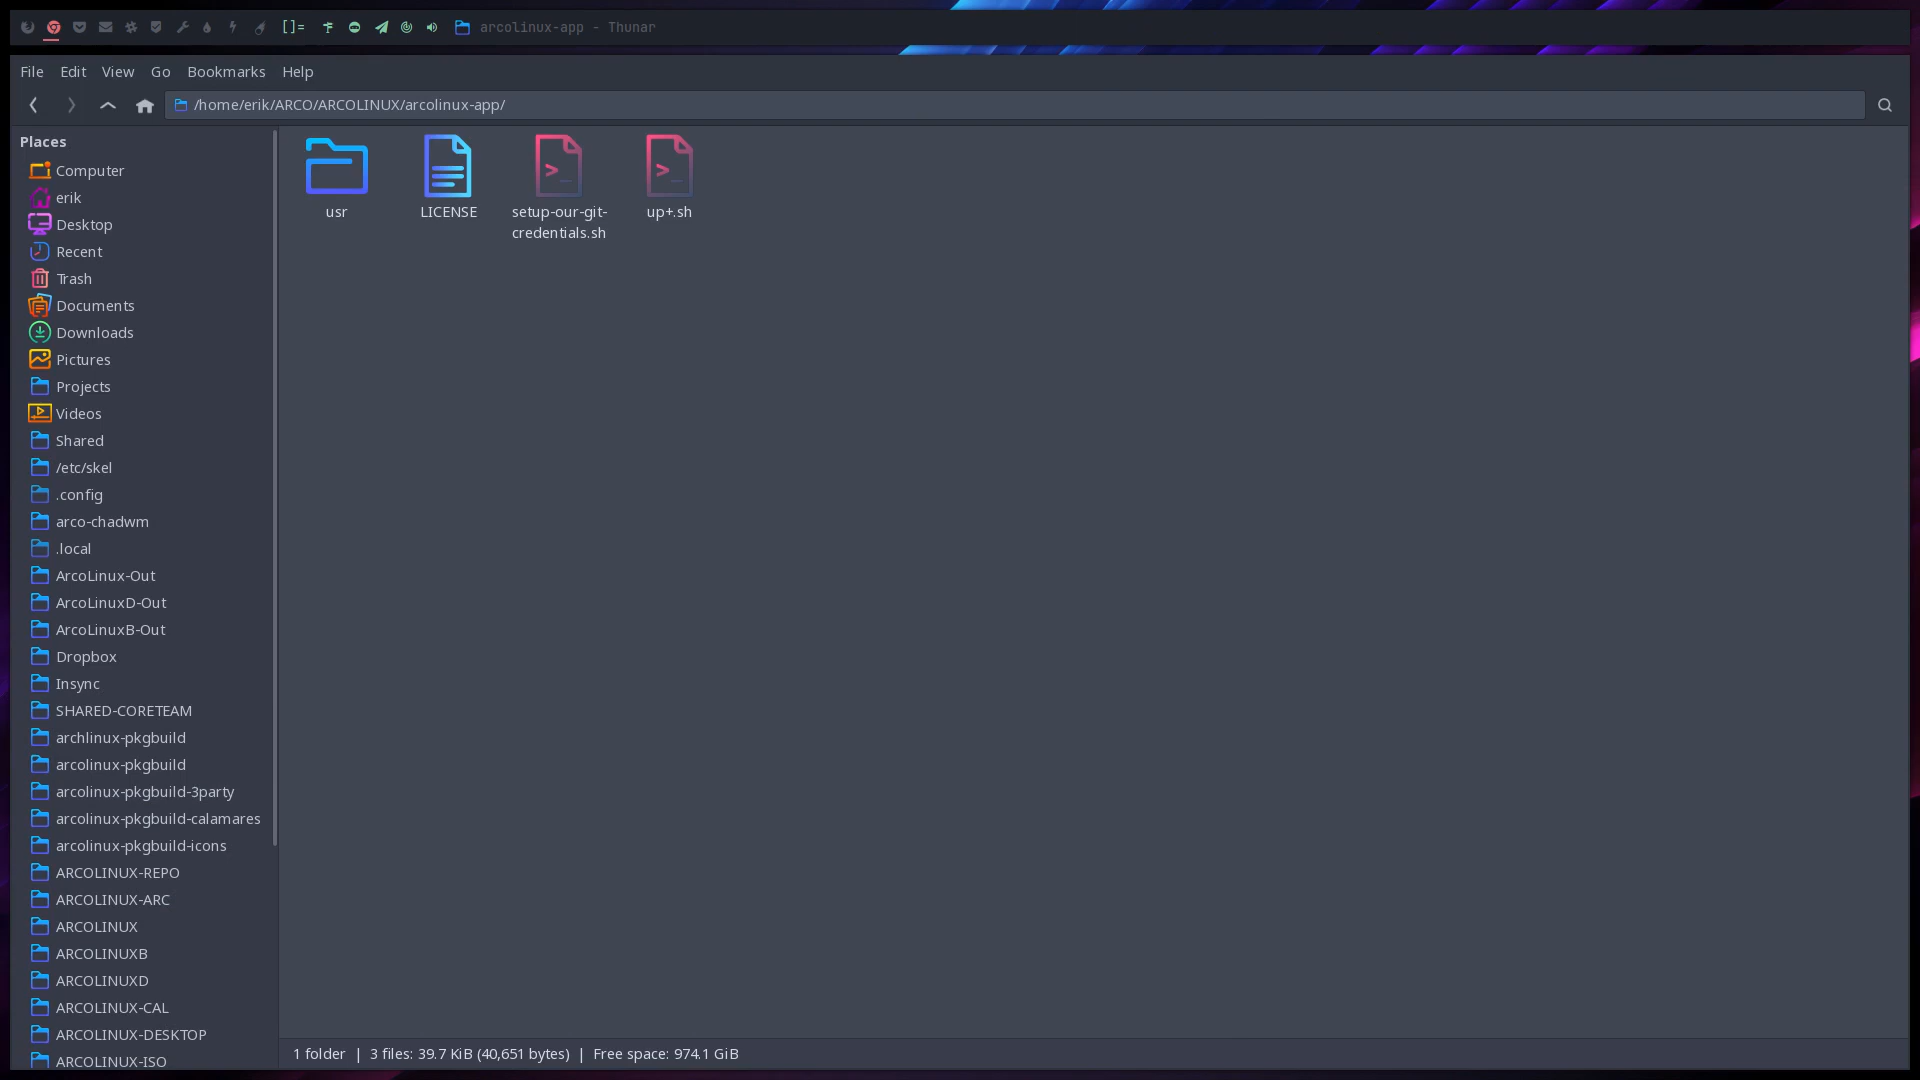 []=
arcolinux-app - Thunar
File Edit View Go Bookmarks Help
/home/erik/ARCO/ARCOLINUX/arcolinux-app/
Places
Computer
erik
Desktop
Recent
Trash
Documents
Downloads
Pictures
Projects
Videos
Shared
/etc/skel
.config
arco-chadwm
.local
ArcoLinux-Out
ArcoLinuxD-Out
ArcoLinuxB-Out
Dropbox
Insync
SHARED-CORETEAM
archlinux-pkgbuild
arcolinux-pkgbuild
arcolinux-pkgbuild-3party
arcolinux-pkgbuild-calamares
arcolinux-pkgbuild-icons
ARCOLINUX-REPO
ARCOLINUX-ARC
ARCOLINUX
ARCOLINUXB
ARCOLINUXD
ARCOLINUX-CAL
ARCOLINUX-DESKTOP
ARCOLINUX-ISO
usr
LICENSE
setup-our-git-
credentials.sh
up+.sh
1 folder | 3 files: 39.7 KiB (40,651 bytes) | Free space: 974.1 GiB